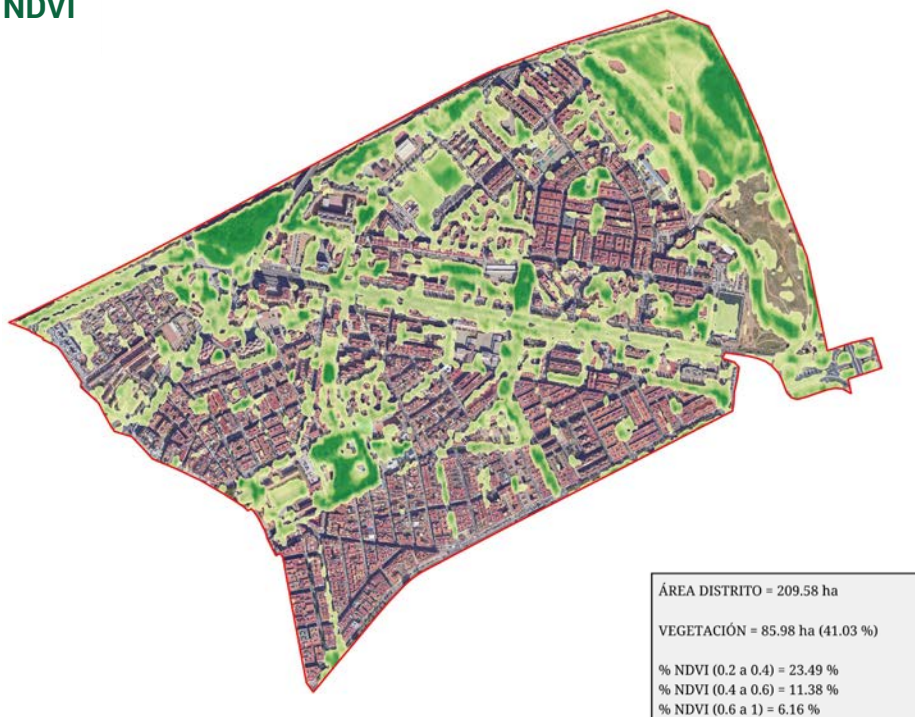 NDVI
ÁREA DISTRITO = 209.58 ha
VEGETACIÓN = 85.98 ha (41.03 %)
% NDVI (0.2 a 0.4) = 23.49 %
% NDVI (0.4 a 0.6) = 11.38 %
% NDVI (0.6 a 1) = 6.16 %